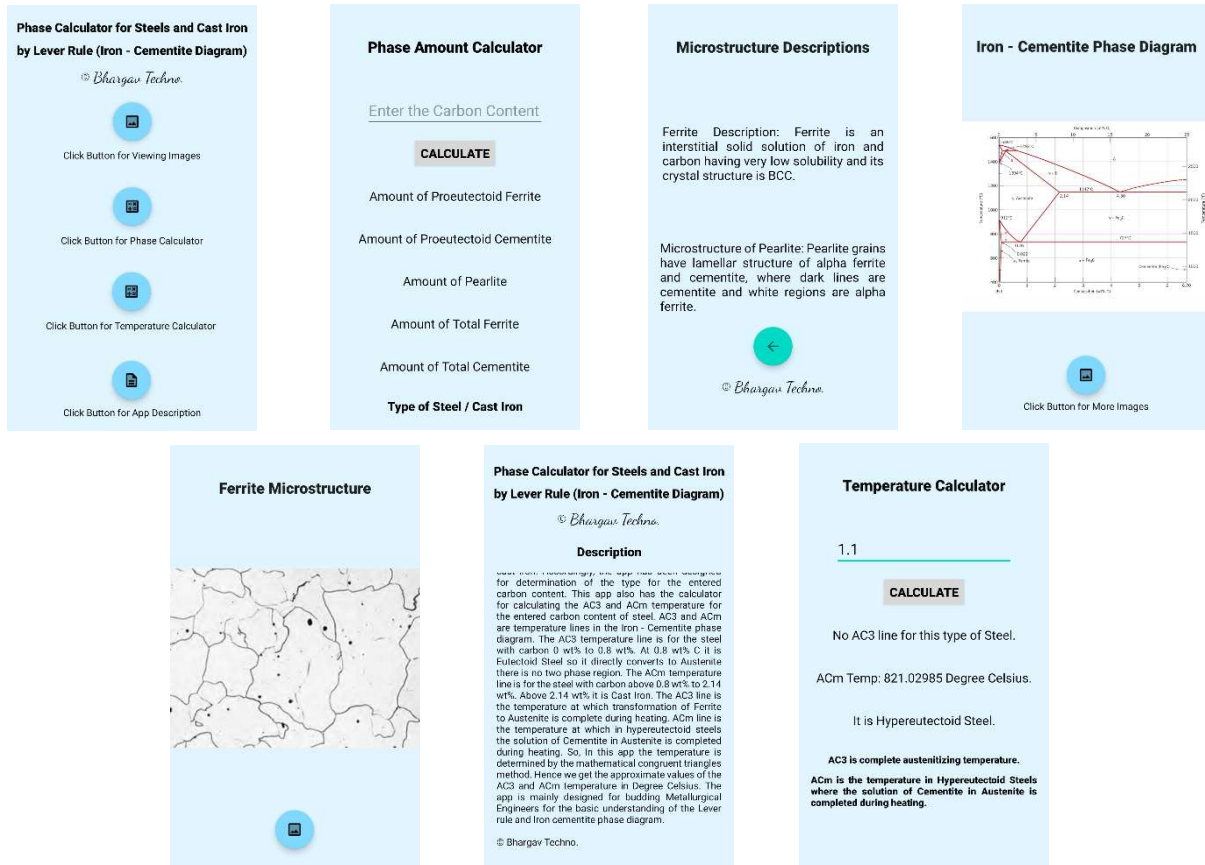 Phase Calculator for Steels and Cast Iron
by Lever Rule (Iron - Cementite Diagram)
© Bhargav Techno.
Click Button for Viewing Images
Click Button for Phase Calculator
Click Button for Temperature Calculator
Click Button for App Description
Phase Amount Calculator
Enter the Carbon Content
CALCULATE
Amount of Proeutectoid Ferrite
Amount of Proeutectoid Cementite
Amount of Pearlite
Amount of Total Ferrite
Amount of Total Cementite
Type of Steel / Cast Iron
Microstructure Descriptions
Ferrite Description: Ferrite is an
interstitial solid solution of iron and
carbon having very low solubility and its
crystal structure is BCC.
Microstructure of Pearlite: Pearlite grains
have lamellar structure of alpha ferrite
and cementite, where dark lines are
cementite and white regions are alpha
ferrite.
© Bhargav Techno.
Iron - Cementite Phase Diagram
Click Button for More Images
Ferrite Microstructure
Phase Calculator for Steels and Cast Iron
by Lever Rule (Iron - Cementite Diagram)
© Bhargav Techno.
Description
for determination of the type for the entered
carbon content. This app also has the calculator
for calculating the AC3 and ACm temperature for
the entered carbon content of steel. AC3 and ACm
are temperature lines in the Iron - Cementite phase
diagram. The AC3 temperature line is for the steel
with carbon 0 wt% to 0.8 wt%. At 0.8 wt% C it is
Eutectoid Steel so it directly converts to Austenite
there is no two phase region. The ACm temperature
line is for the steel with carbon above 0.8 wt% to 2.14
wt%. Above 2.14 wt% it is Cast Iron. The AC3 line is
the temperature at which transformation of Ferrite
to Austenite is complete during heating. ACm line is
the temperature at which in hypereutectoid steels
the solution of Cementite in Austenite is completed
during heating. So, In this app the temperature is
determined by the mathematical congruent triangles
method. Hence we get the approximate values of the
AC3 and ACm temperature in Degree Celsius. The
app is mainly designed for budding Metallurgical
Engineers for the basic understanding of the Lever
rule and Iron cementite phase diagram.
© Bhargav Techno.
Temperature Calculator
1.1
CALCULATE
No AC3 line for this type of Steel.
ACm Temp: 821.02985 Degree Celsius.
It is Hypereutectoid Steel.
AC3 is complete austenitizing temperature.
ACm is the temperature in Hypereutectoid Steels
where the solution of Cementite in Austenite is
completed during heating.